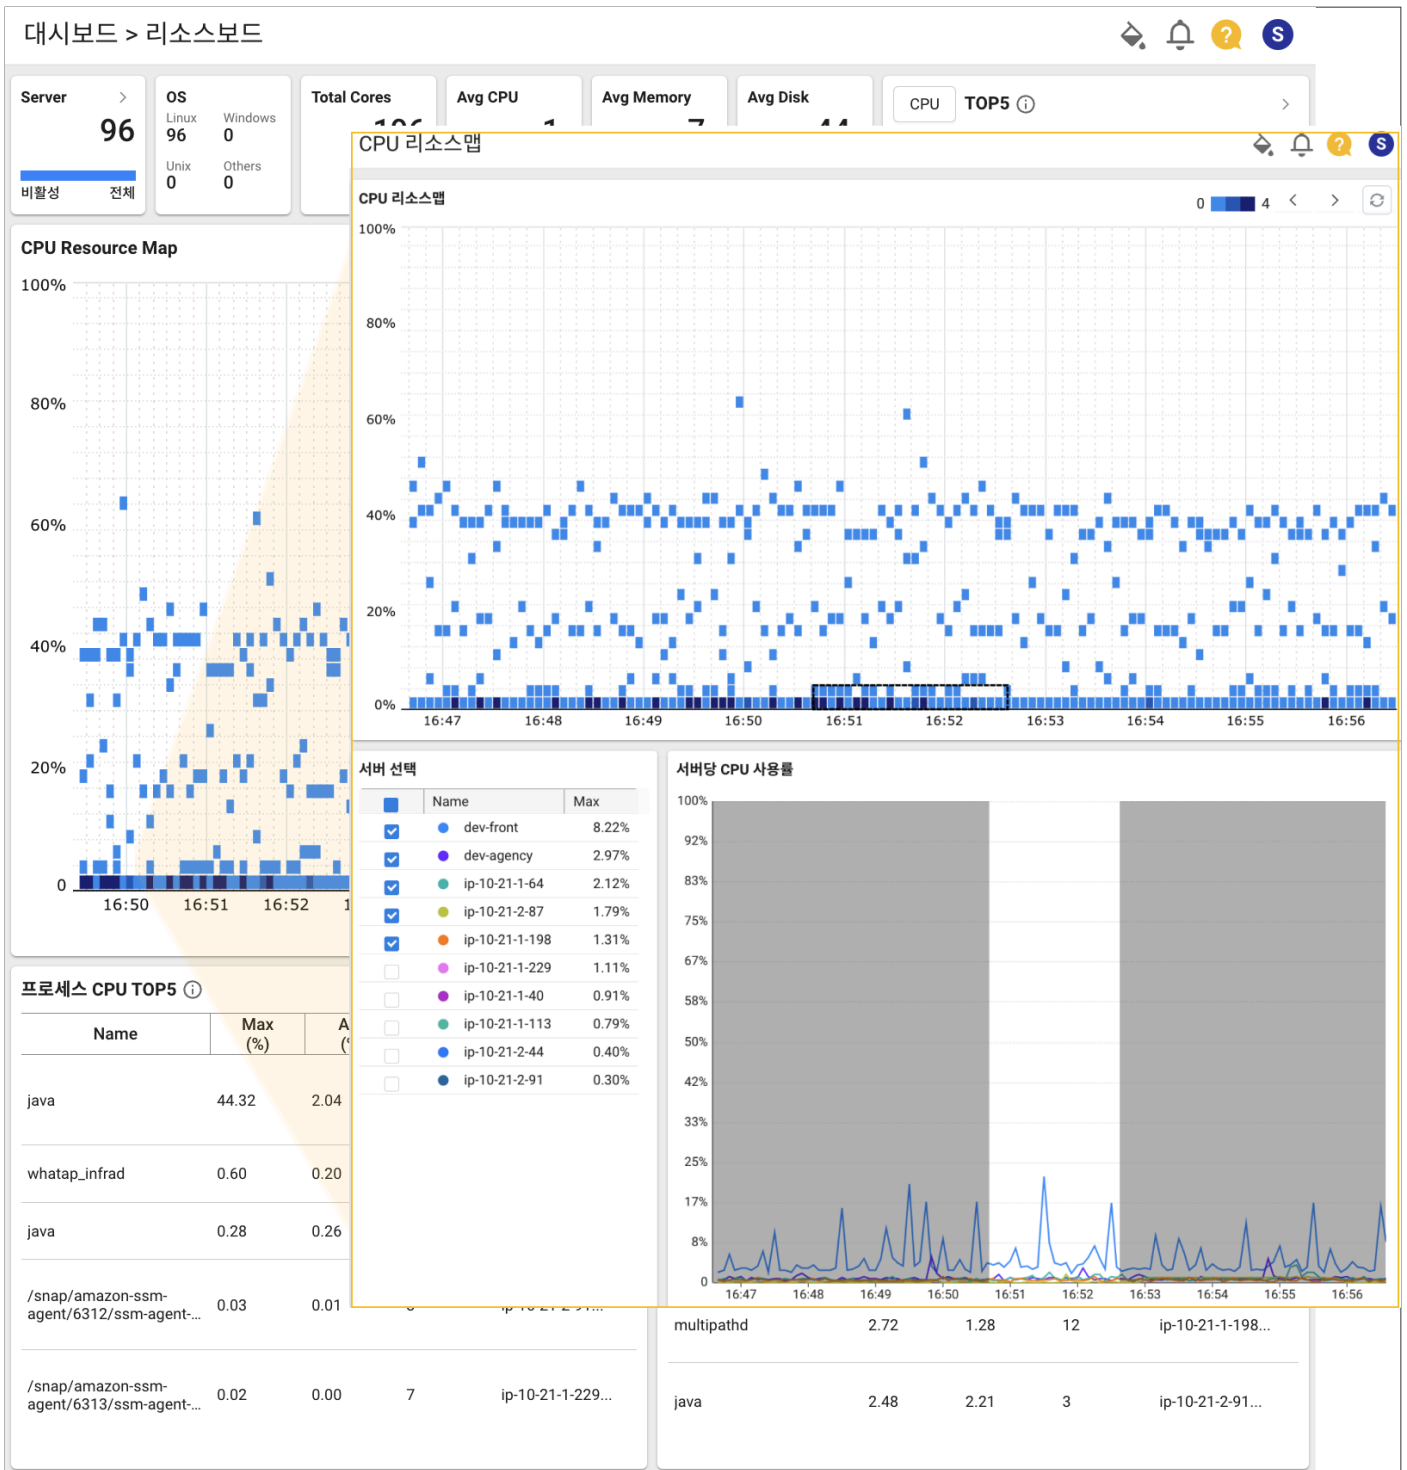 대시보드 > 리소스보드
?
S
Server
96
비활성
전체
OS
Linux
96
Windows
0
Unix
0
Others
0
Total Cores
Avg CPU
Avg Memory
Avg Disk
CPU
TOP5
CPU Resource Map
100%
80%
60%
40%
20%
0
16:50
16:51
16:52
CPU 리소스맵
?
S
CPU 리소스맵
0
4
100%
80%
60%
40%
20%
0%
16:47
16:48
16:49
16:50
16:51
16:52
16:53
16:54
16:55
16:56
서버 선택
Name Max
dev-front 8.22%
dev-agency 2.97%
ip-10-21-1-64 2.12%
ip-10-21-2-87 1.79%
ip-10-21-1-198 1.31%
ip-10-21-1-229 1.11%
ip-10-21-1-40 0.91%
ip-10-21-1-113 0.79%
ip-10-21-2-44 0.40%
ip-10-21-2-91 0.30%
서버당 CPU 사용률
100%
92%
83%
75%
67%
58%
50%
42%
33%
25%
17%
8%
0
16:47
16:48
16:49
16:50
16:51
16:52
16:53
16:54
16:55
16:56
프로세스 CPU TOP5
Name
Max
(%)
java 44.32 2.04
whatap_infrad 0.60 0.20
java 0.28 0.26
/snap/amazon-ssm-
agent/6312/ssm-agent-...
0.03 0.01
/snap/amazon-ssm-
agent/6313/ssm-agent-...
0.02 0.00 7 ip-10-21-1-229...
multipathd 2.72 1.28 12 ip-10-21-1-198...
java 2.48 2.21 3 ip-10-21-2-91...